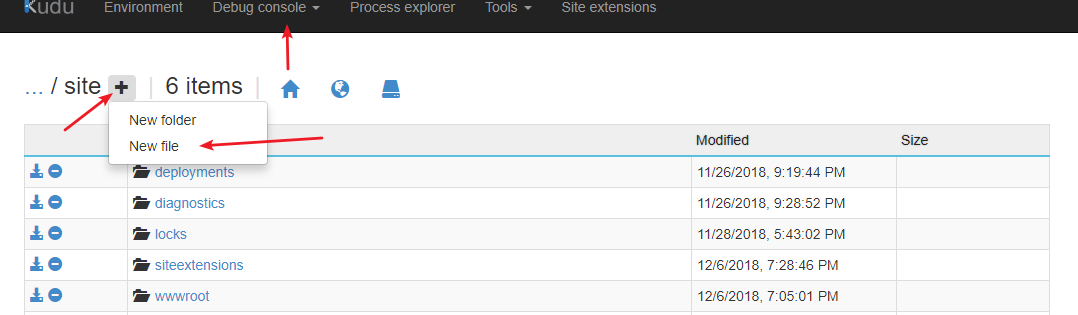 Kudu Environment Debug console Process explorer Tools Site extensions
... / site | 6 items |
New folder
New file
Modified Size
deployments 11/26/2018, 9:19:44 PM
diagnostics 11/26/2018, 9:28:52 PM
locks 11/28/2018, 5:43:02 PM
siteextensions 12/6/2018, 7:28:46 PM
wwwroot 12/6/2018, 7:05:01 PM